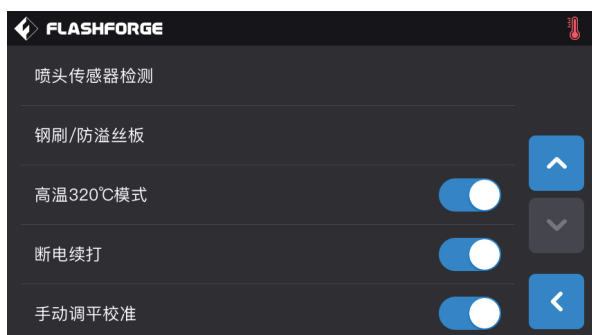 FLASHFORGE
喷头传感器检测
钢刷/防溢丝板
高温320℃模式
断电续打
手动调平校准